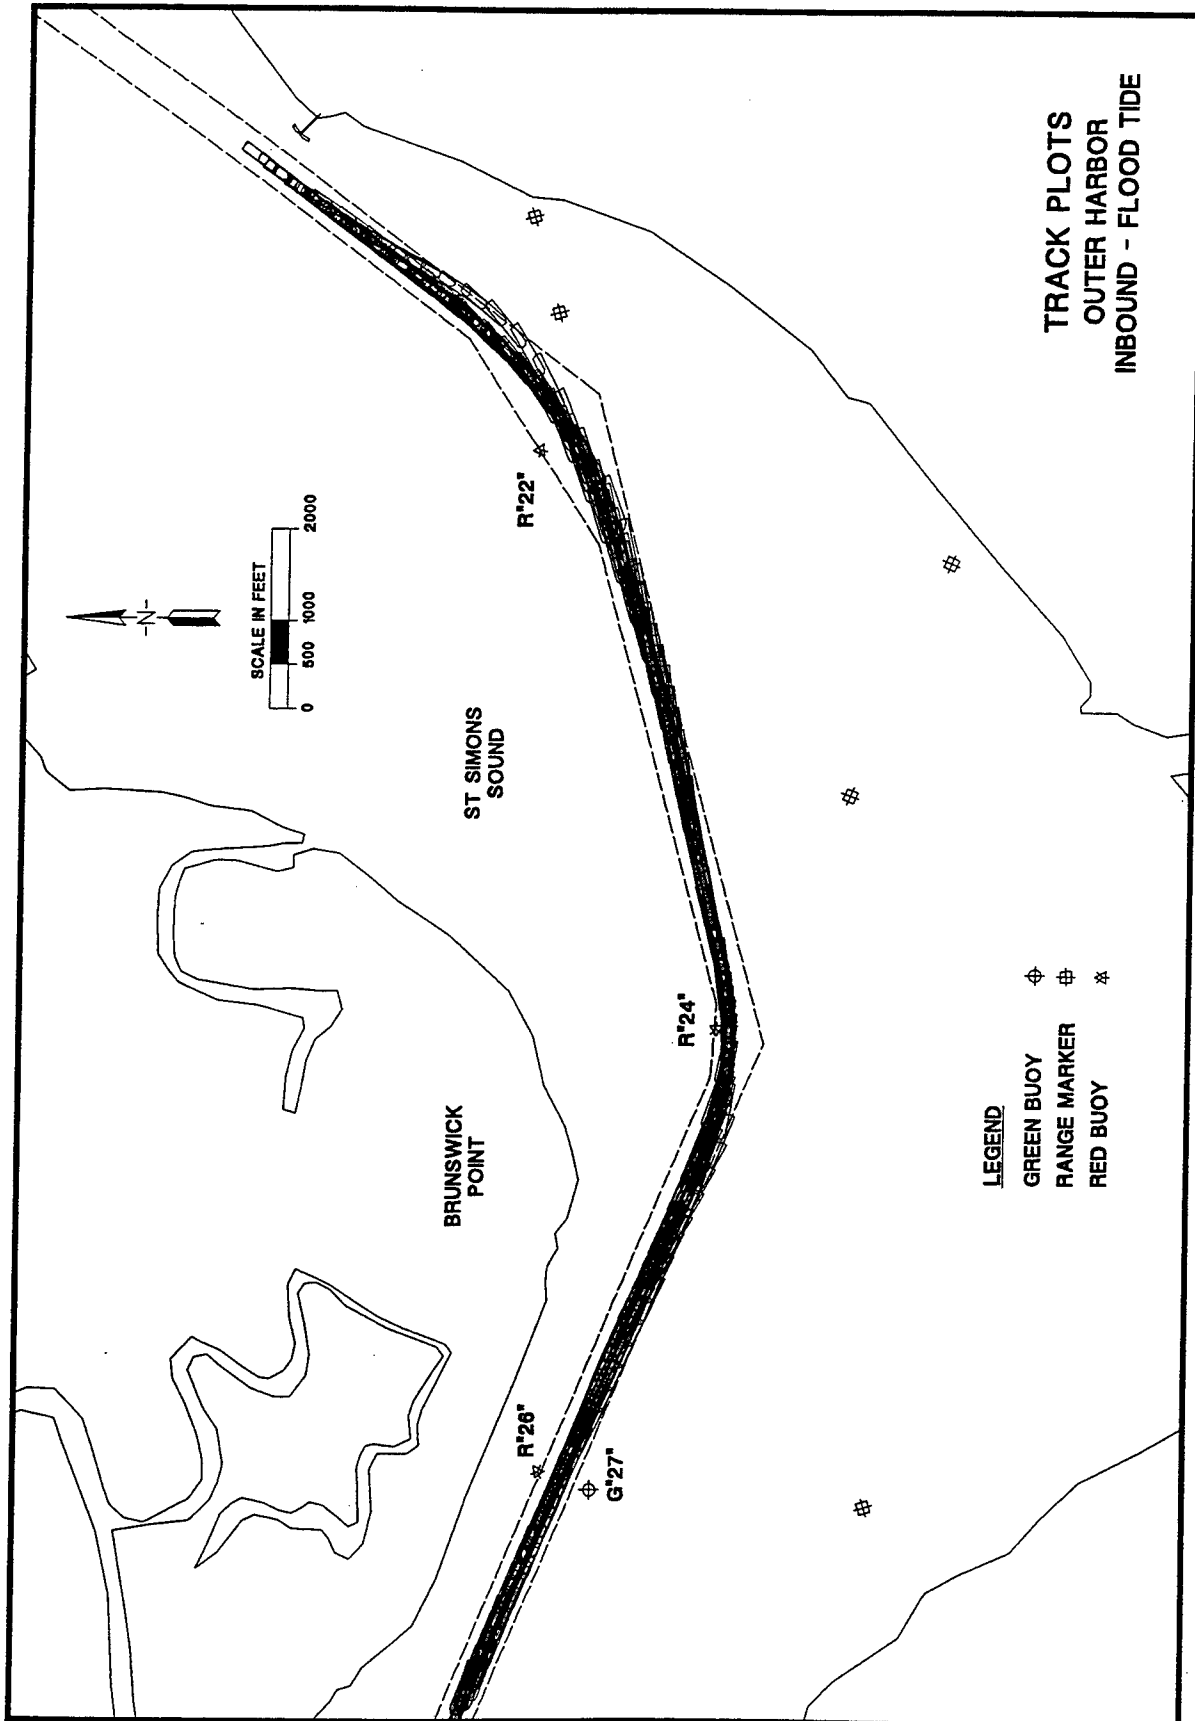 TRACK PLOTS
OUTER HARBOR
INBOUND - FLOOD TIDE
-N-
SCALE IN FEET
0 500 1000 2000
R"22"
ST SIMONS
SOUND
R"24"
BRUNSWICK
POINT
R"26"
G"27"
LEGEND
GREEN BUOY
RANGE MARKER
RED BUOY